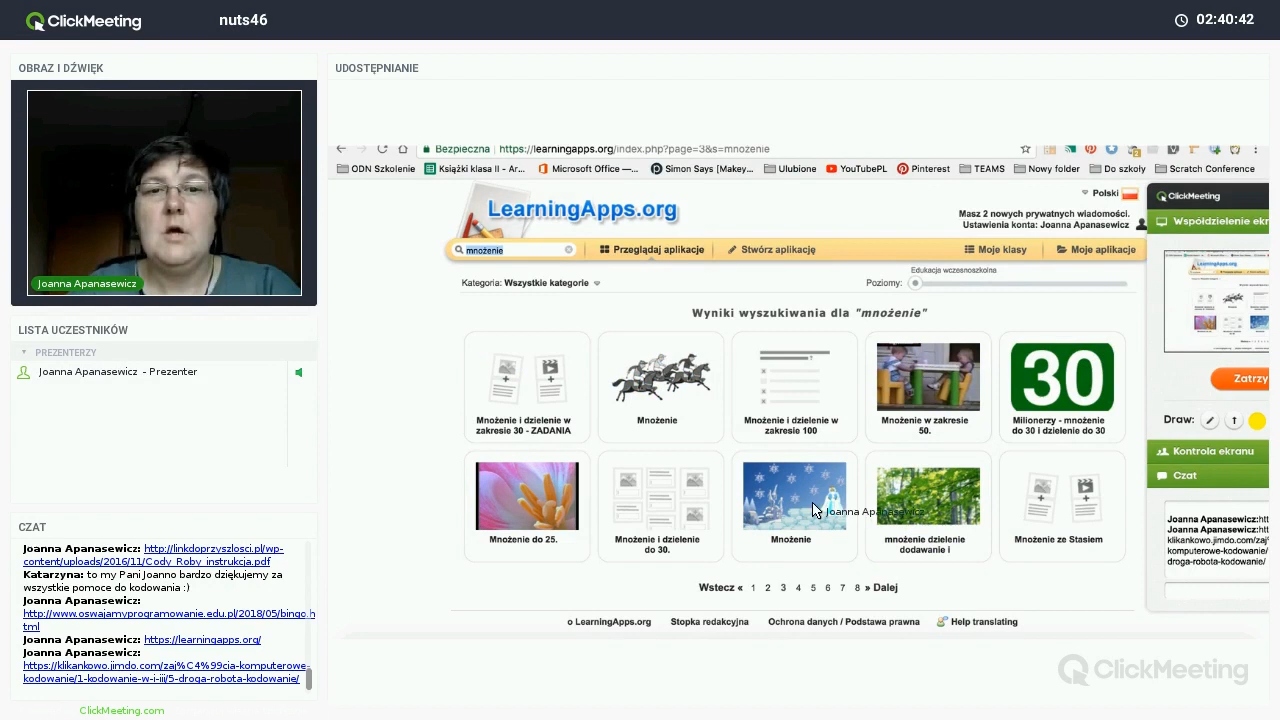 ClickMeeting
nuts46
02:40:42
OBRAZ I DŹWIĘK
Joanna Apanasewicz
LISTA UCZESTNIKÓW
PREZENTERZY
Joanna Apanasewicz - Prezenter
CZAT
Joanna Apanasewicz: http://linkdoprzyszlosci.pl/wp-
content/uploads/2016/11/Cody_Roby_instrukcja.pdf
Katarzyna: to my Pani Joanno bardzo dziękujemy za
wszystkie pomoce do kodowania :)
Joanna Apanasewicz:
http://www.oswajamyprogramowanie.edu.pl/2018/05/bingo.h
tml
Joanna Apanasewicz: https://learningapps.org/
Joanna Apanasewicz:
https://klikankowo.jimdo.com/zaj%C4%99cia-komputerowe-
kodowanie/1-kodowanie-w-i-iii/5-droga-robota-kodowanie/
ClickMeeting.com
UDOSTĘPNIANIE
Bezpieczna https://learningapps.org/index.php?page=3&s=mnożenie
ODN Szkolenie Książki klasa II - Ar... Microsoft Office —... Simon Says [Makey... Ulubione YouTubePL Pinterest TEAMS Nowy folder Do szkoły Scratch Conference
LearningApps.org
Polski
Masz 2 nowych prywatnych wiadomości.
Ustawienia konta: Joanna Apanasewicz
mnożenie Przeglądaj aplikacje Stwórz aplikację Moje klasy Moje aplikacje
Kategoria: Wszystkie kategorie
Edukacja wczesnoszkolna
Poziomy:
Wyniki wyszukiwania dla "mnożenie"
Mnożenie i dzielenie w
zakresie 30 - ZADANIA
Mnożenie
Mnożenie i dzielenie w
zakresie 100
Mnożenie w zakresie
50.
30
Milionerzy - mnożenie
do 30 i dzielenie do 30
Mnożenie do 25.
Mnożenie i dzielenie
do 30.
Mnożenie
Joanna Apanasewicz
mnożenie dzielenie
dodawanie i
Mnożenie ze Stasiem
Wstecz « 1 2 3 4 5 6 7 8 » Dalej
o LearningApps.org Stopka redakcyjna Ochrona danych / Podstawa prawna Help translating
ClickMeeting
Współdzielenie ekr
Zatrzy
Draw:
Kontrola ekranu
Czat
Joanna Apanasewicz:htt
Joanna Apanasewicz:htt
klikankowo.jimdo.com/zaj%
komputerowe-kodowanie/1
droga-robota-kodowanie/
ClickMeeting